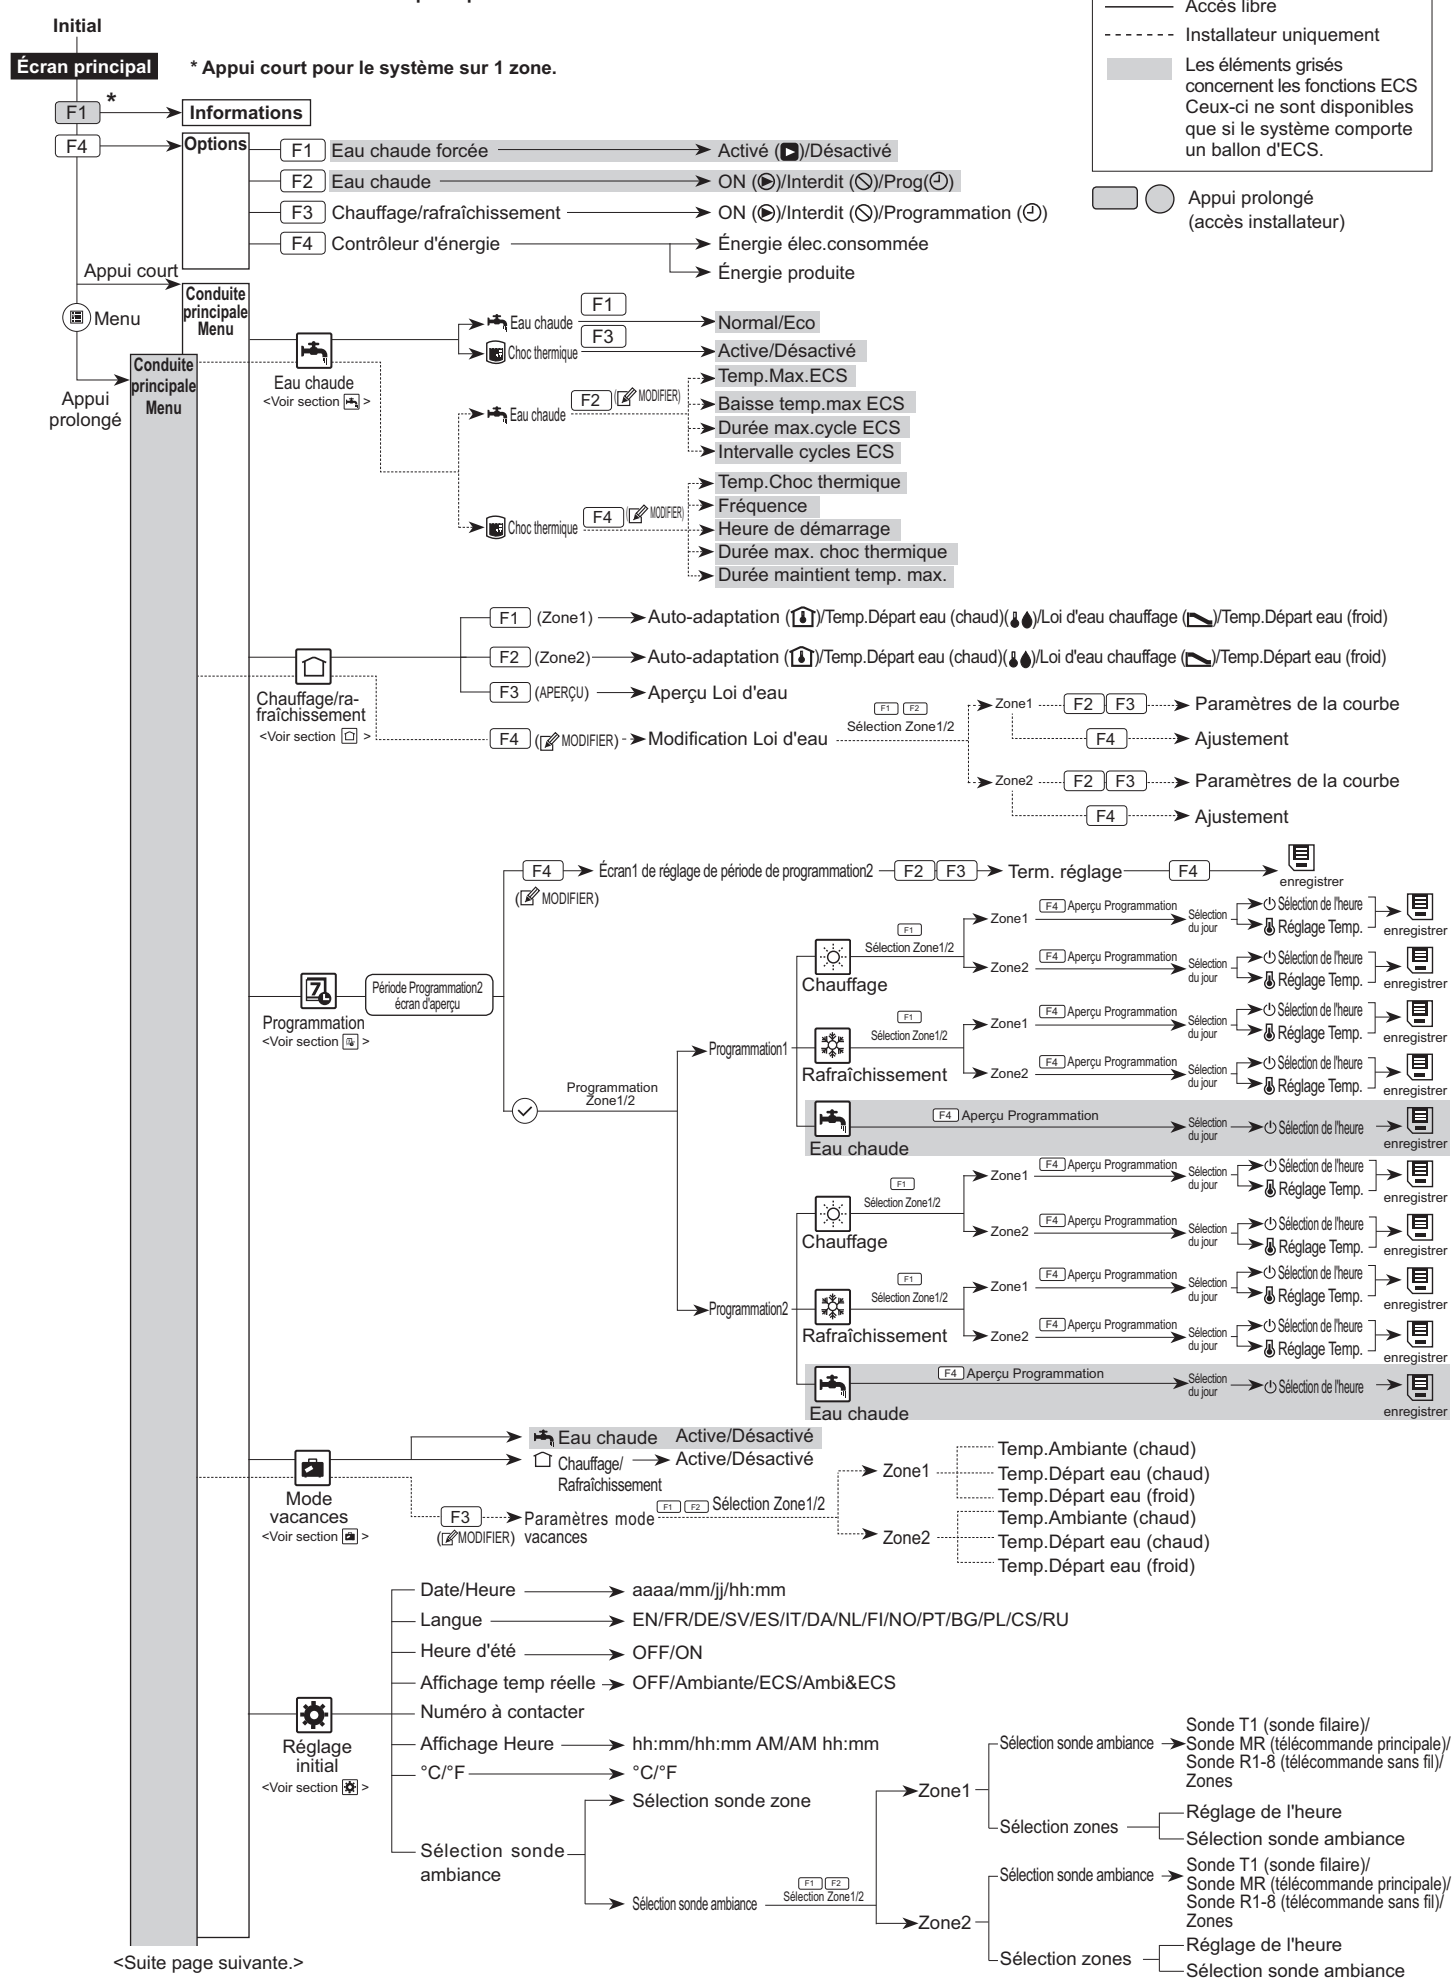 Initial
Écran principal
* Appui court pour le système sur 1 zone.
Accès libre
Installateur uniquement
Les éléments grisés
concernent les fonctions ECS
Ceux-ci ne sont disponibles
que si le système comporte
un ballon d'ECS.
Appui prolongé
(accès installateur)
F1 * Informations
F4 Options
F1 Eau chaude forcée Activé ()/Désactivé
F2 Eau chaude ON ()/Interdit ()/Prog()
F3 Chauffage/rafraîchissement ON ()/Interdit ()/Programmation ()
F4 Contrôleur d'énergie Énergie élec.consommée
Énergie produite
Appui court
Menu
Appui
prolongé
Conduite
principale
Menu
Conduite
principale
Menu
Eau chaude
<Voir section >
Eau chaude F1 Normal/Eco
Choc thermique F3 Active/Désactivé
Eau chaude F2 (MODIFIER)
Temp.Max.ECS
Baisse temp.max ECS
Durée max.cycle ECS
Intervalle cycles ECS
Choc thermique F4 (MODIFIER)
Temp.Choc thermique
Fréquence
Heure de démarrage
Durée max. choc thermique
Durée maintient temp. max.
Chauffage/ra-
fraîchissement
<Voir section >
F1 (Zone1) Auto-adaptation ()/Temp.Départ eau (chaud)()/Loi d'eau chauffage ()/Temp.Départ eau (froid)
F2 (Zone2) Auto-adaptation ()/Temp.Départ eau (chaud)()/Loi d'eau chauffage ()/Temp.Départ eau (froid)
F3 (APERÇU) Aperçu Loi d'eau
F4 (MODIFIER) Modification Loi d'eau
F1 F2
Sélection Zone1/2
Zone1 F2 F3 Paramètres de la courbe
F4 Ajustement
Zone2 F2 F3 Paramètres de la courbe
F4 Ajustement
Programmation
<Voir section >
Période Programmation2
écran d'aperçu
F4 Écran1 de réglage de période de programmation2 F2 F3 Term. réglage F4 enregistrer
(MODIFIER)
Programmation
Zone1/2
Programmation1
Chauffage
F1
Sélection Zone1/2
Zone1 F4 Aperçu Programmation Sélection du jour Sélection de l'heure
Réglage Temp. enregistrer
Zone2 F4 Aperçu Programmation Sélection du jour Sélection de l'heure
Réglage Temp. enregistrer
Rafraîchissement
F1
Sélection Zone1/2
Zone1 F4 Aperçu Programmation Sélection du jour Sélection de l'heure
Réglage Temp. enregistrer
Zone2 F4 Aperçu Programmation Sélection du jour Sélection de l'heure
Réglage Temp. enregistrer
Eau chaude F4 Aperçu Programmation Sélection du jour Sélection de l'heure enregistrer
Programmation2
Chauffage
F1
Sélection Zone1/2
Zone1 F4 Aperçu Programmation Sélection du jour Sélection de l'heure
Réglage Temp. enregistrer
Zone2 F4 Aperçu Programmation Sélection du jour Sélection de l'heure
Réglage Temp. enregistrer
Rafraîchissement
F1
Sélection Zone1/2
Zone1 F4 Aperçu Programmation Sélection du jour Sélection de l'heure
Réglage Temp. enregistrer
Zone2 F4 Aperçu Programmation Sélection du jour Sélection de l'heure
Réglage Temp. enregistrer
Eau chaude F4 Aperçu Programmation Sélection du jour Sélection de l'heure enregistrer
Mode
vacances
<Voir section >
Eau chaude Active/Désactivé
Chauffage/ Active/Désactivé
Rafraîchissement
F3 Paramètres mode
(MODIFIER) vacances
F1 F2 Sélection Zone1/2
Zone1
Temp.Ambiante (chaud)
Temp.Départ eau (chaud)
Temp.Départ eau (froid)
Zone2
Temp.Ambiante (chaud)
Temp.Départ eau (chaud)
Temp.Départ eau (froid)
Réglage
initial
<Voir section >
Date/Heure aaaa/mm/jj/hh:mm
Langue EN/FR/DE/SV/ES/IT/DA/NL/FI/NO/PT/BG/PL/CS/RU
Heure d'été OFF/ON
Affichage temp réelle OFF/Ambiante/ECS/Ambi&ECS
Numéro à contacter
Affichage Heure hh:mm/hh:mm AM/AM hh:mm
°C/°F °C/°F
Sélection sonde
ambiance
Sélection sonde zone
Sélection sonde ambiance
F1 F2
Sélection Zone1/2
Zone1
Sélection sonde ambiance
Sonde T1 (sonde filaire)/
Sonde MR (télécommande principale)/
Sonde R1-8 (télécommande sans fil)/
Zones
Sélection zones
Réglage de l'heure
Sélection sonde ambiance
Zone2
Sélection sonde ambiance
Sonde T1 (sonde filaire)/
Sonde MR (télécommande principale)/
Sonde R1-8 (télécommande sans fil)/
Zones
Sélection zones
Réglage de l'heure
Sélection sonde ambiance
<Suite page suivante.>